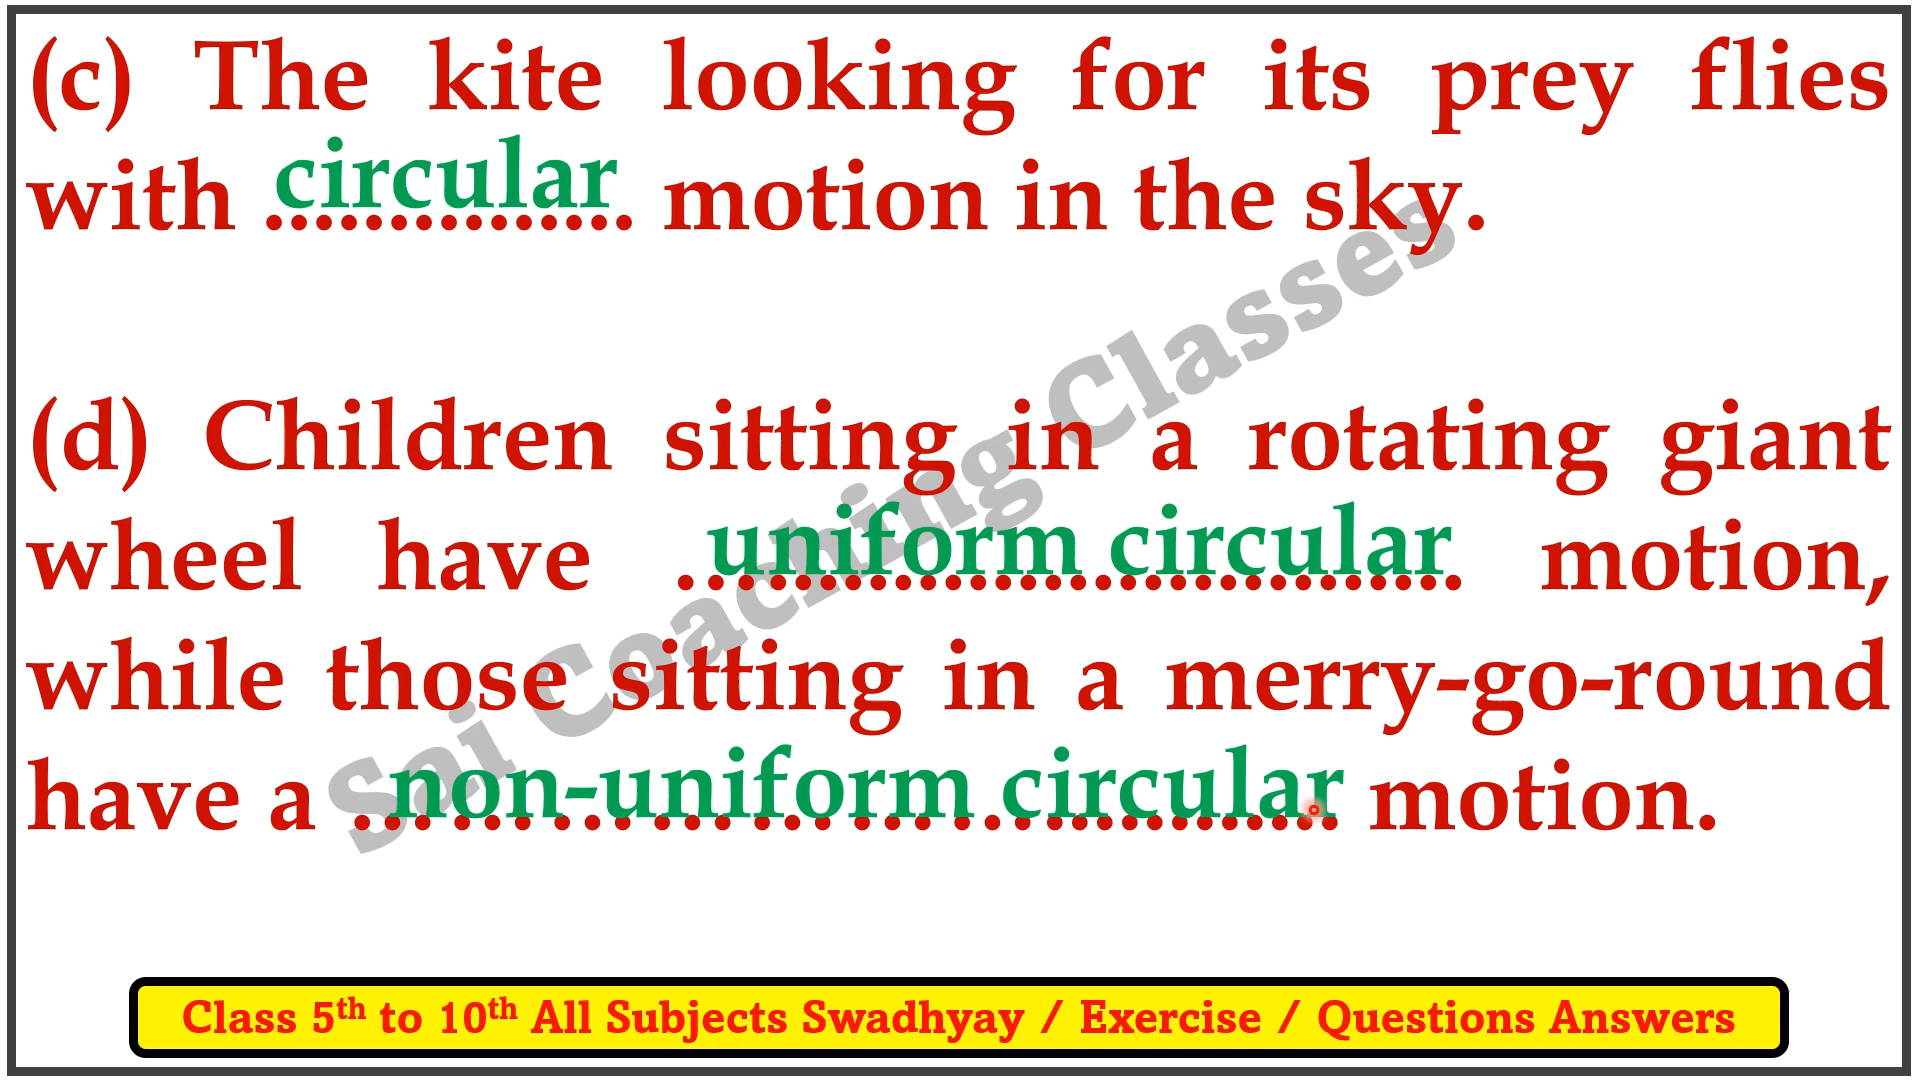 (c) The kite looking for its prey flies
with circular motion in the sky.
(d) Children sitting in a rotating giant
wheel have uniform circular motion,
while those sitting in a merry-go-round
have a non-uniform circular motion.
Sai Coaching Classes
Class 5th to 10th All Subjects Swadhyay / Exercise / Questions Answers